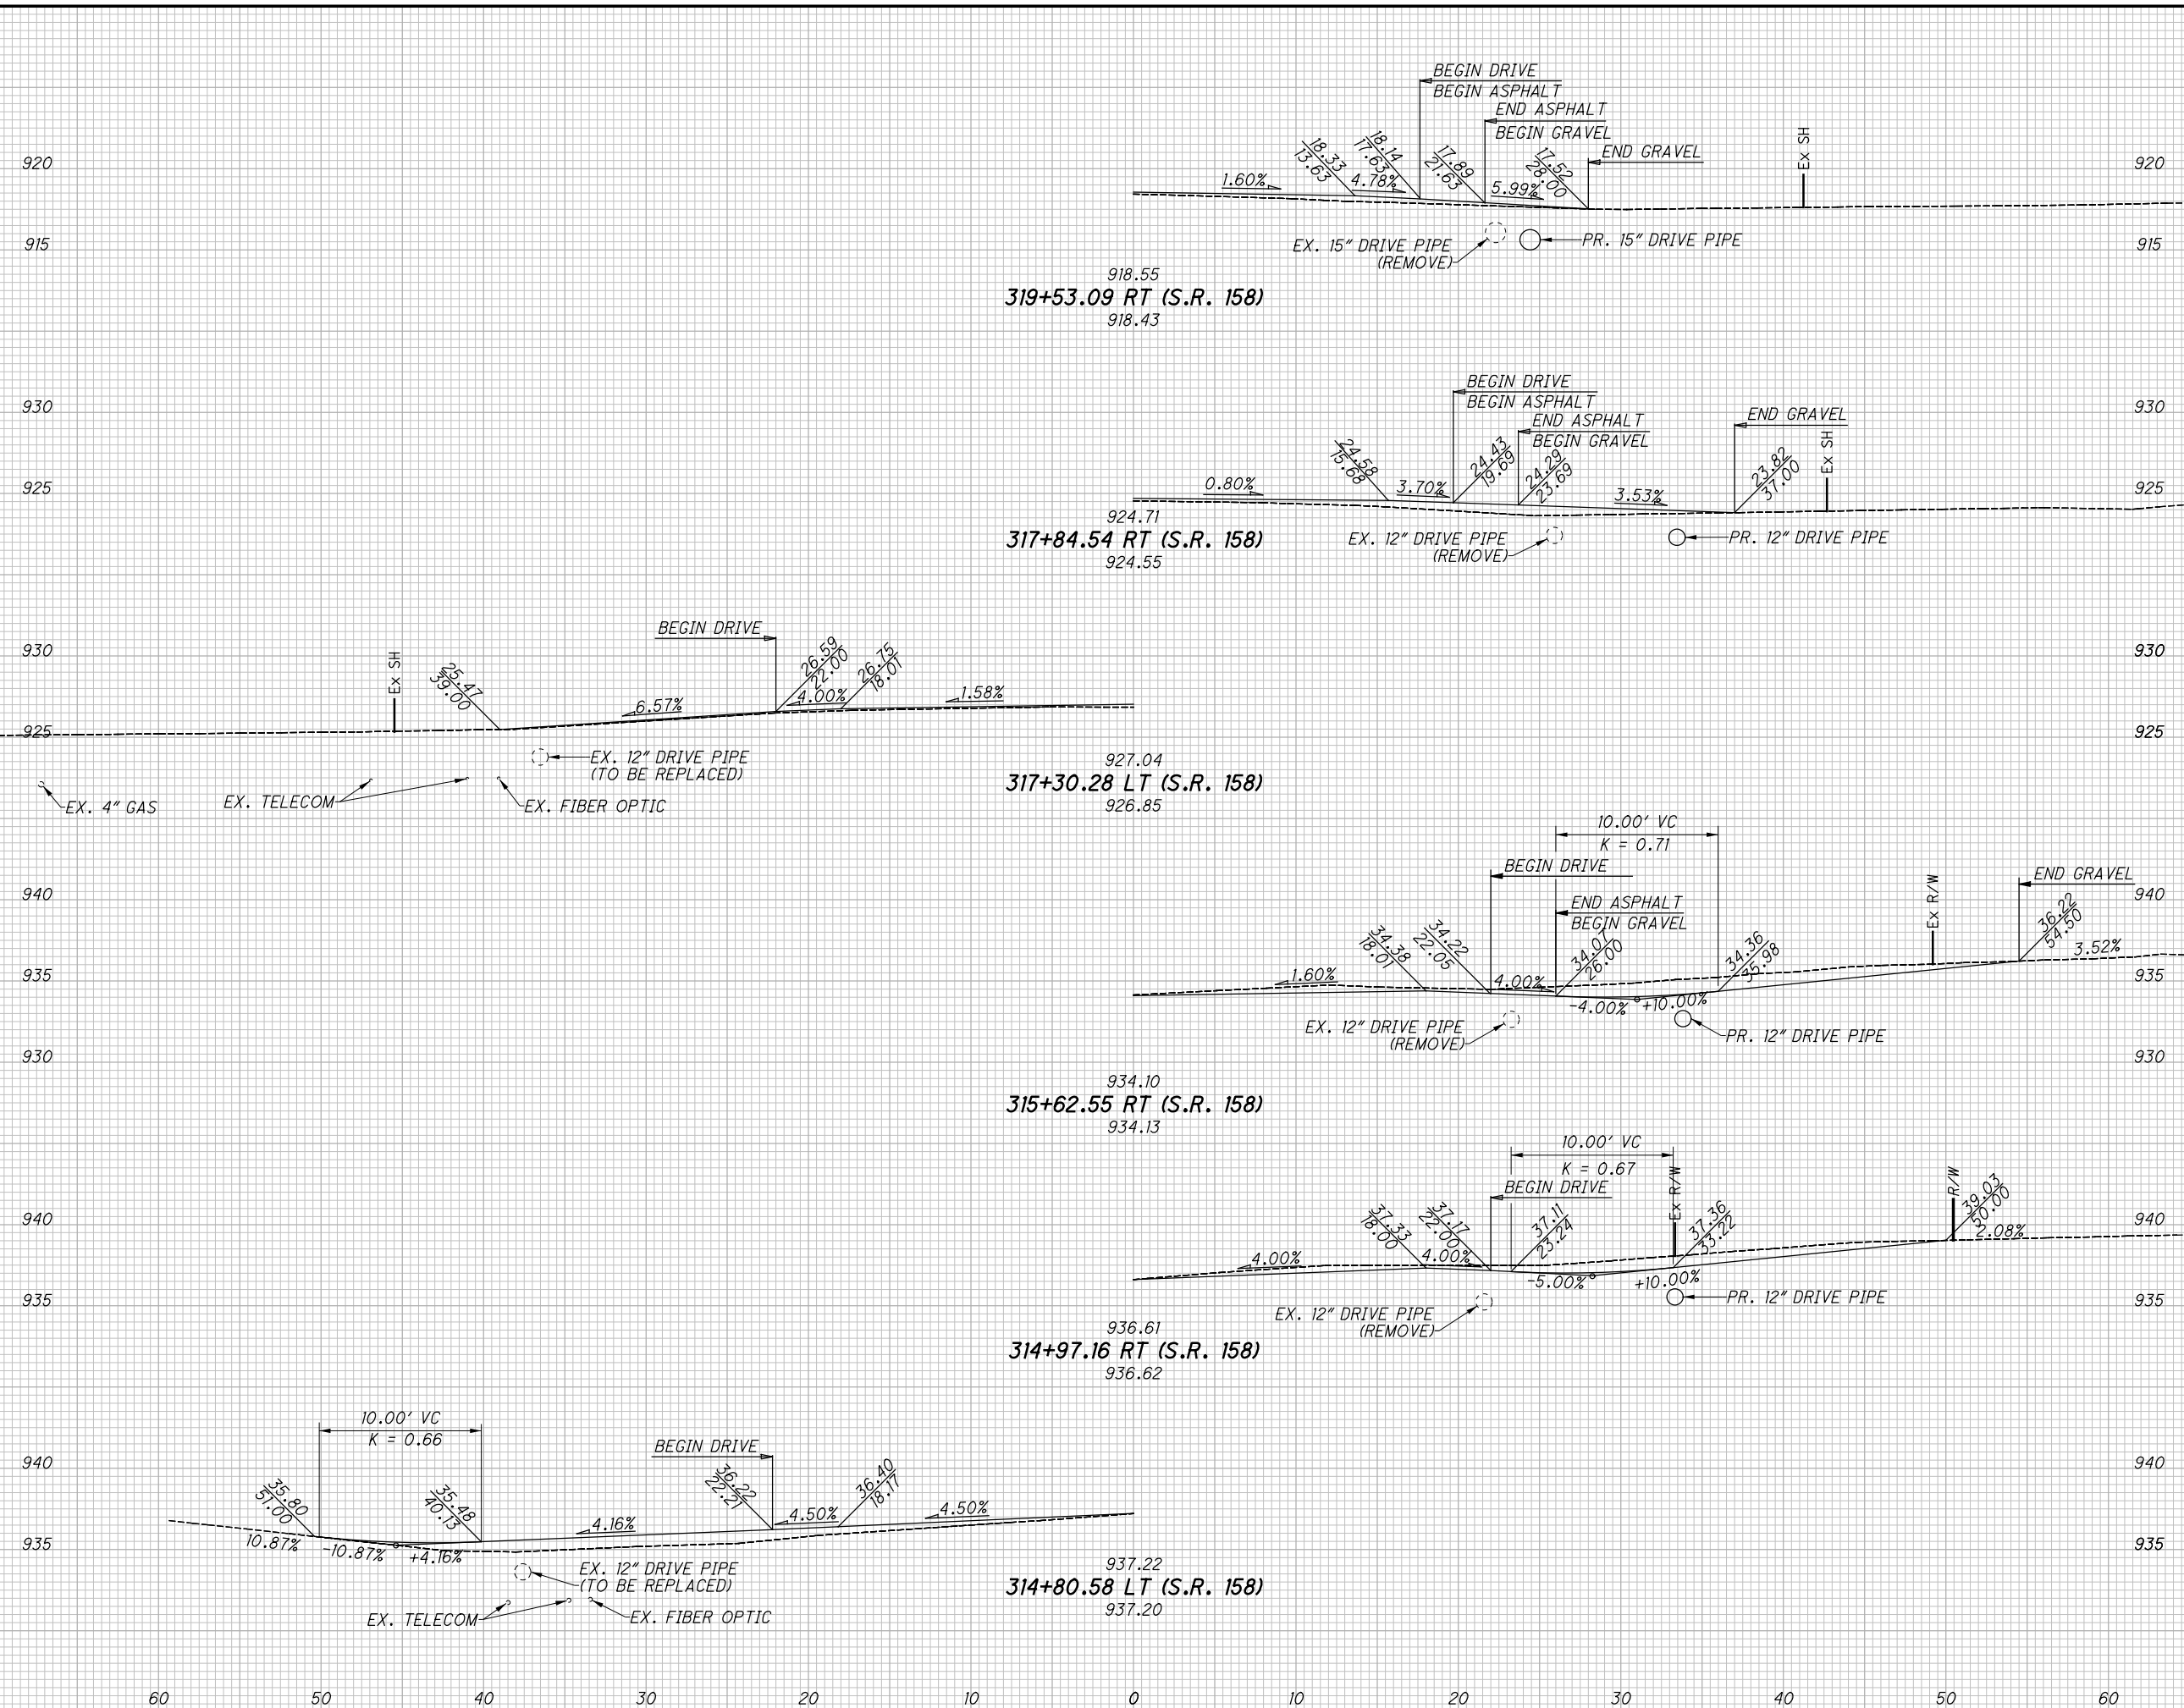 BEGIN DRIVE
BEGIN ASPHALT
END ASPHALT
BEGIN GRAVEL
END GRAVEL
Ex SH
920
18.33
13.63
18.14
17.63
17.89
21.63
17.52
28.00
920
1.60%
4.78%
5.99%
915
EX. 15" DRIVE PIPE
(REMOVE)
PR. 15" DRIVE PIPE
915
918.55
319+53.09 RT (S.R. 158)
918.43
BEGIN DRIVE
BEGIN ASPHALT
END ASPHALT
BEGIN GRAVEL
END GRAVEL
Ex SH
930
930
24.58
15.68
24.43
19.69
24.29
23.69
23.82
37.00
925
0.80%
3.70%
3.53%
925
924.71
317+84.54 RT (S.R. 158)
924.55
EX. 12" DRIVE PIPE
(REMOVE)
PR. 12" DRIVE PIPE
BEGIN DRIVE
930
Ex SH
25.47
39.00
26.59
22.00
26.75
18.01
930
6.57%
4.00%
1.58%
925
925
EX. 12" DRIVE PIPE
(TO BE REPLACED)
EX. 4" GAS
EX. TELECOM
EX. FIBER OPTIC
927.04
317+30.28 LT (S.R. 158)
926.85
10.00' VC
K = 0.71
BEGIN DRIVE
END ASPHALT
BEGIN GRAVEL
END GRAVEL
Ex R/W
940
940
34.38
18.01
34.22
22.05
34.07
26.00
34.36
35.98
36.22
54.50
3.52%
935
1.60%
4.00%
935
-4.00%
+10.00%
EX. 12" DRIVE PIPE
(REMOVE)
PR. 12" DRIVE PIPE
930
930
934.10
315+62.55 RT (S.R. 158)
934.13
10.00' VC
K = 0.67
BEGIN DRIVE
Ex R/W
R/W
940
37.33
18.00
37.17
22.00
37.11
23.24
37.36
33.22
39.03
50.00
940
4.00%
4.00%
2.08%
-5.00%
+10.00%
935
935
EX. 12" DRIVE PIPE
(REMOVE)
PR. 12" DRIVE PIPE
936.61
314+97.16 RT (S.R. 158)
936.62
10.00' VC
K = 0.66
BEGIN DRIVE
940
940
35.80
51.00
35.48
40.13
36.22
22.21
36.40
18.17
4.16%
4.50%
4.50%
935
10.87%
-10.87%
+4.16%
935
EX. 12" DRIVE PIPE
(TO BE REPLACED)
EX. TELECOM
EX. FIBER OPTIC
937.22
314+80.58 LT (S.R. 158)
937.20
60 50 40 30 20 10 0 10 20 30 40 50 60